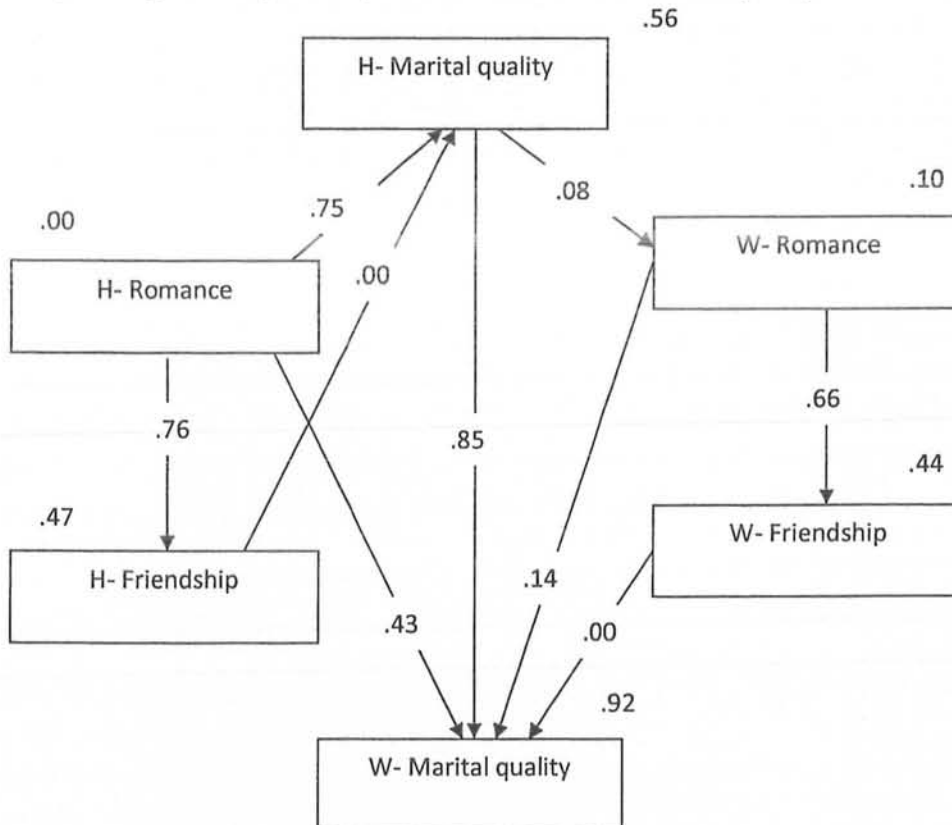 .56
H- Marital quality
.10
.08
.75
.00
W- Romance
H- Romance
.00
.66
.76
.85
.44
.47
W- Friendship
H- Friendship
.14
.43
.00
.92
W- Marital quality